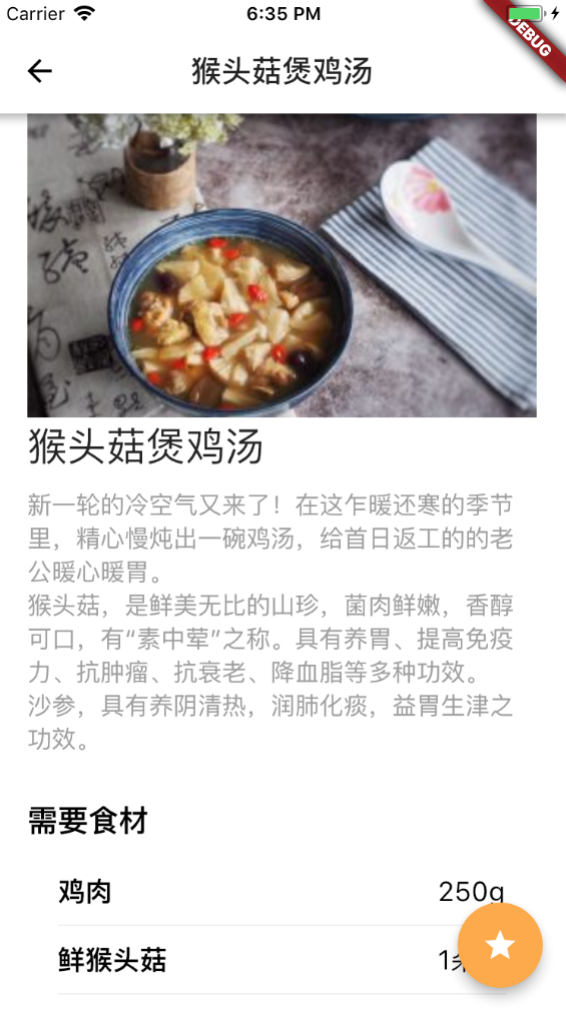 Carrier
6:35 PM
DEBUG
猴头菇煲鸡汤
猴头菇煲鸡汤
新一轮的冷空气又来了！在这乍暖还寒的季节
里，精心慢炖出一碗鸡汤，给首日返工的的老
公暖心暖胃。
猴头菇，是鲜美无比的山珍，菌肉鲜嫩，香醇
可口，有“素中荤”之称。具有养胃、提高免疫
力、抗肿瘤、抗衰老、降血脂等多种功效。
沙参，具有养阴清热，润肺化痰，益胃生津之
功效。
需要食材
鸡肉 250g
鲜猴头菇 1